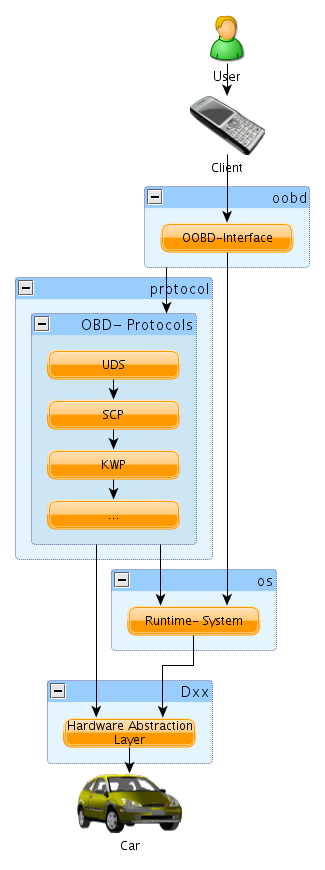 User
Client
oobd
OOBD-Interface
protocol
OBD- Protocols
UDS
SCP
KWP
...
os
Runtime- System
Dxx
Hardware Abstraction
Layer
Car